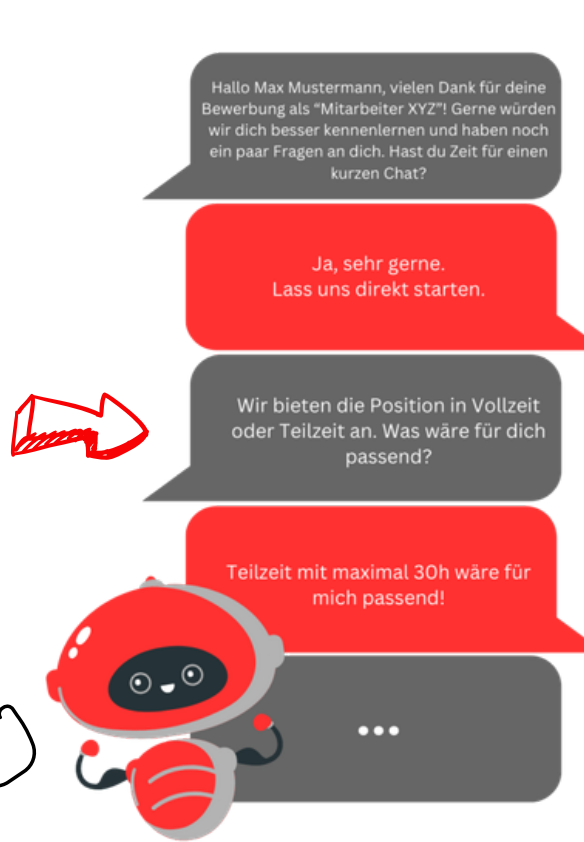 Hallo Max Mustermann, vielen Dank für deine
Bewerbung als “Mitarbeiter XYZ”! Gerne würden
wir dich besser kennenlernen und haben noch
ein paar Fragen an dich. Hast du Zeit für einen
kurzen Chat?
Ja, sehr gerne.
Lass uns direkt starten.
Wir bieten die Position in Vollzeit
oder Teilzeit an. Was wäre für dich
passend?
Teilzeit mit maximal 30h wäre für
mich passend!
...